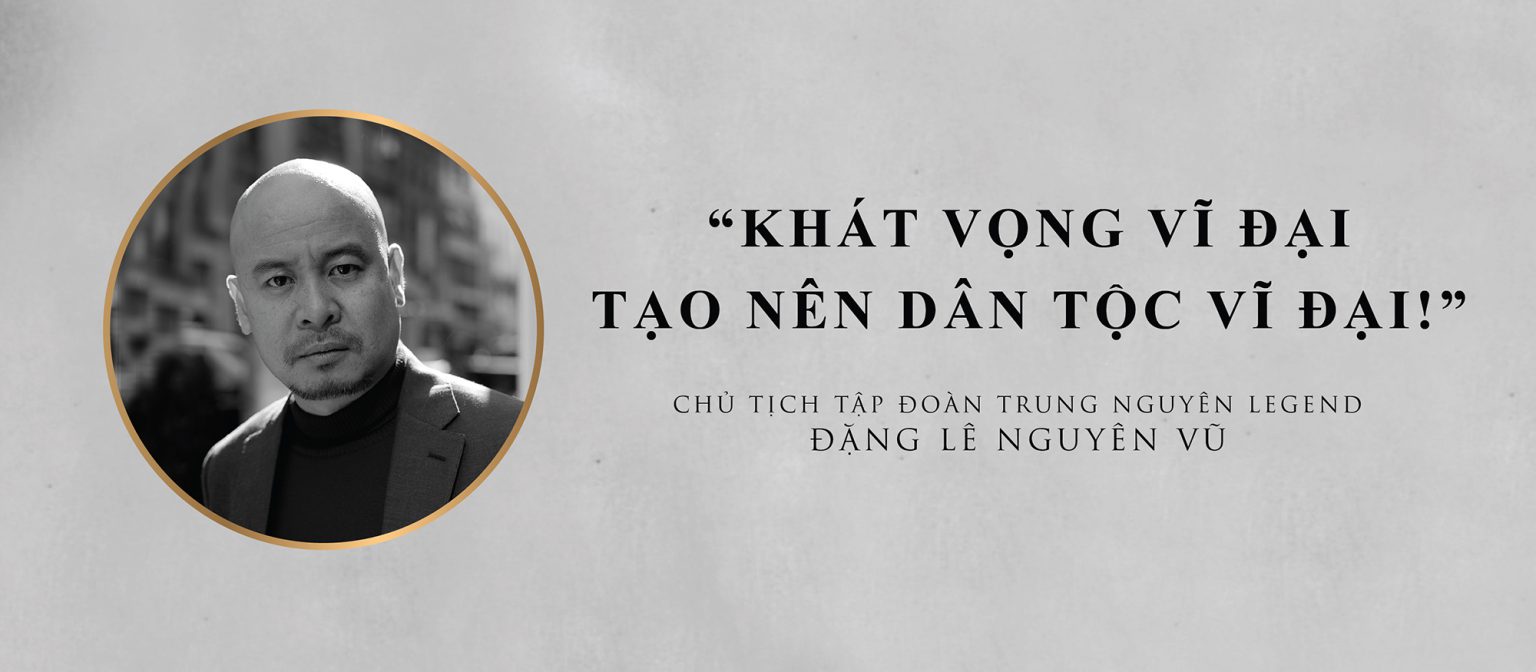 “KHÁT VỌNG VĨ ĐẠI
TẠO NÊN DÂN TỘC VĨ ĐẠI!”
CHỦ TỊCH TẬP ĐOÀN TRUNG NGUYÊN LEGEND
ĐẶNG LÊ NGUYÊN VŨ